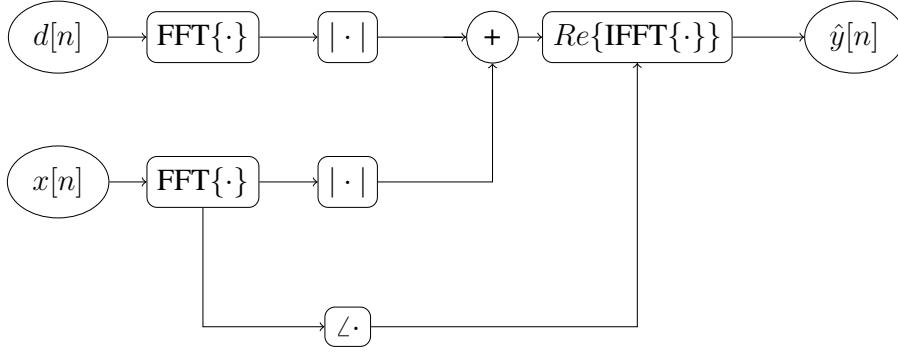 d[n] FFT{·} |·| + Re{IFFT{·}} ŷ[n]
x[n] FFT{·} |·|
∠·